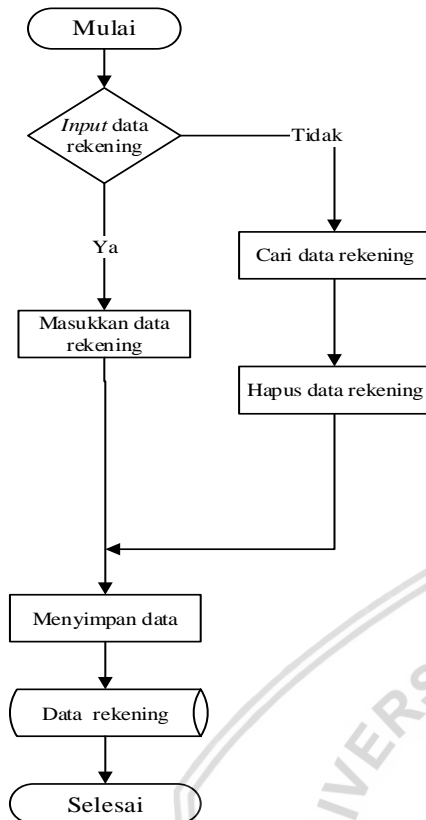 Mulai
Input data
rekening
Tidak
Ya
Cari data rekening
Masukkan data
rekening
Hapus data rekening
Menyimpan data
Data rekening
Selesai